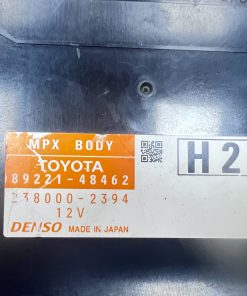 MPX BODY
TOYOTA
H2
89221-48462
238000-2394
12V
DENSO MADE IN JAPAN